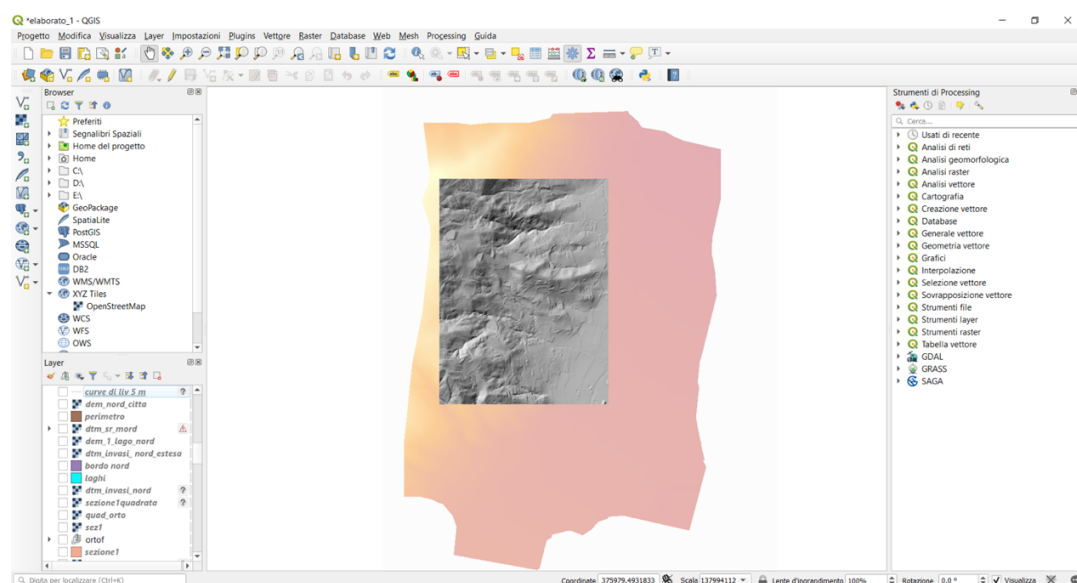 *elaborato_1 - QGIS
Progetto Modifica Visualizza Layer Impostazioni Plugins Vettore Raster Database Web Mesh Processing Guida
Browser
Preferiti
Segnalibri Spaziali
Home del progetto
Home
C:\
D:\
E:\
GeoPackage
SpatiaLite
PostGIS
MSSQL
Oracle
DB2
WMS/WMTS
XYZ Tiles
OpenStreetMap
WCS
WFS
OWS
Layer
curve di liv 5 m
dem_nord_citta
perimetro
dtm_sr_mord
dem_1_lago_nord
dtm_invasi_ nord_estesa
bordo nord
laghi
dtm_invasi_nord
sezione1quadrata
quad_orto
sez1
ortof
sezione1
Strumenti di Processing
Cerca...
Usati di recente
Analisi di reti
Analisi geomorfologica
Analisi raster
Analisi vettore
Cartografia
Creazione vettore
Database
Generale vettore
Geometria vettore
Grafici
Interpolazione
Selezione vettore
Sovrapposizione vettore
Strumenti file
Strumenti layer
Strumenti raster
Tabella vettore
GDAL
GRASS
SAGA
Digita per localizzare (Ctrl+K)
Coordinate 375979,4931833 Scala 137994112 Lente d'ingrandimento 100% Rotazione 0,0 ° Visualizza